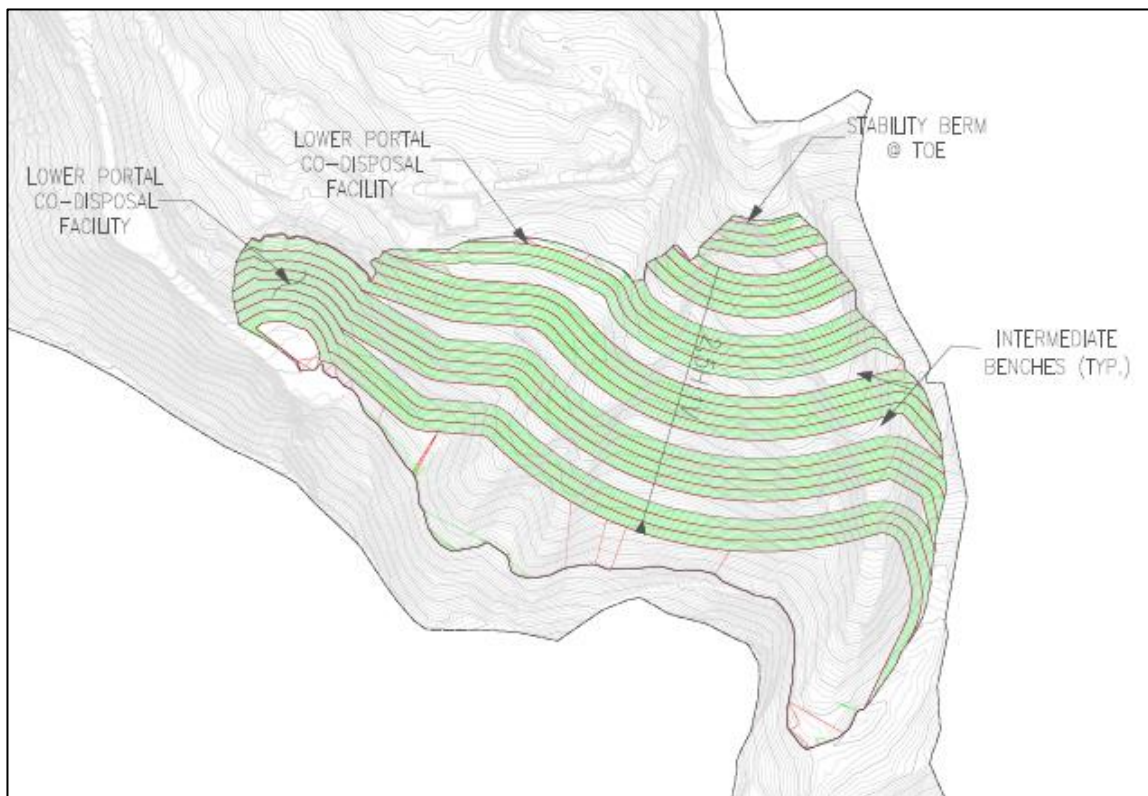 LOWER PORTAL
CO-DISPOSAL
FACILITY
LOWER PORTAL
CO-DISPOSAL
FACILITY
STABILITY BERM
@ TOE
INTERMEDIATE
BENCHES (TYP.)